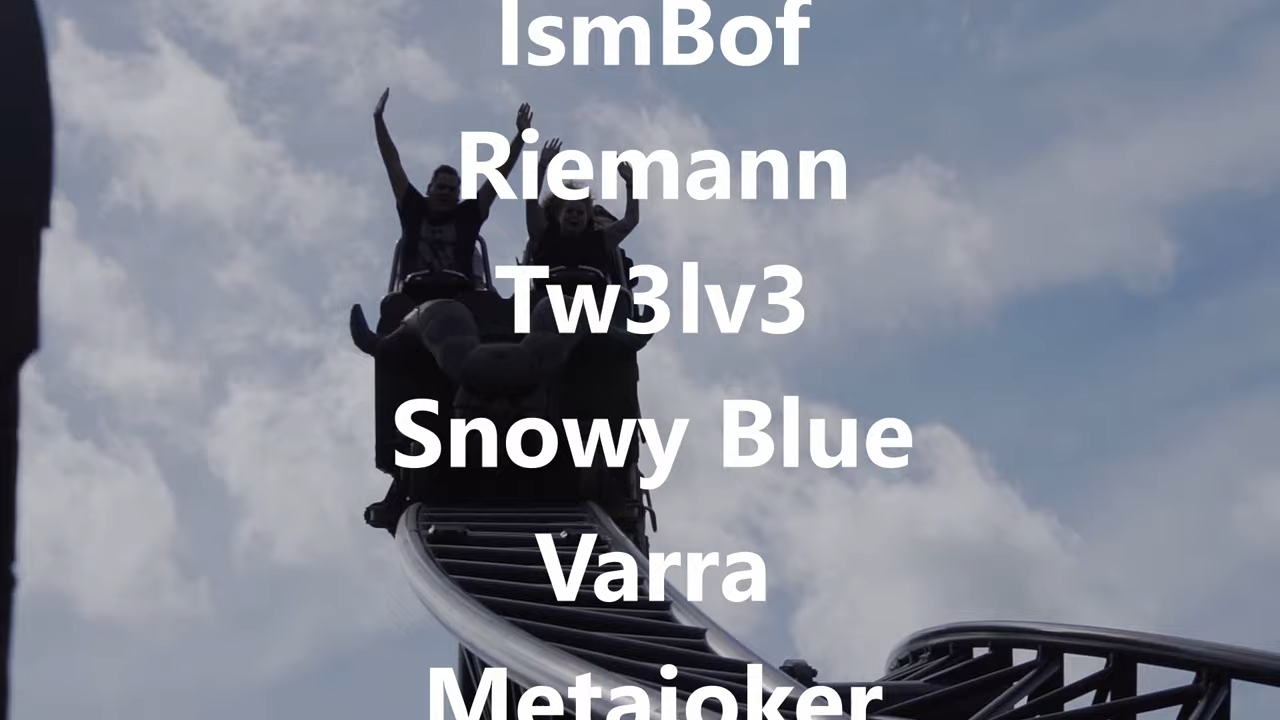 IsmBof
Riemann
Tw3lv3
Snowy Blue
Varra
Metajoker